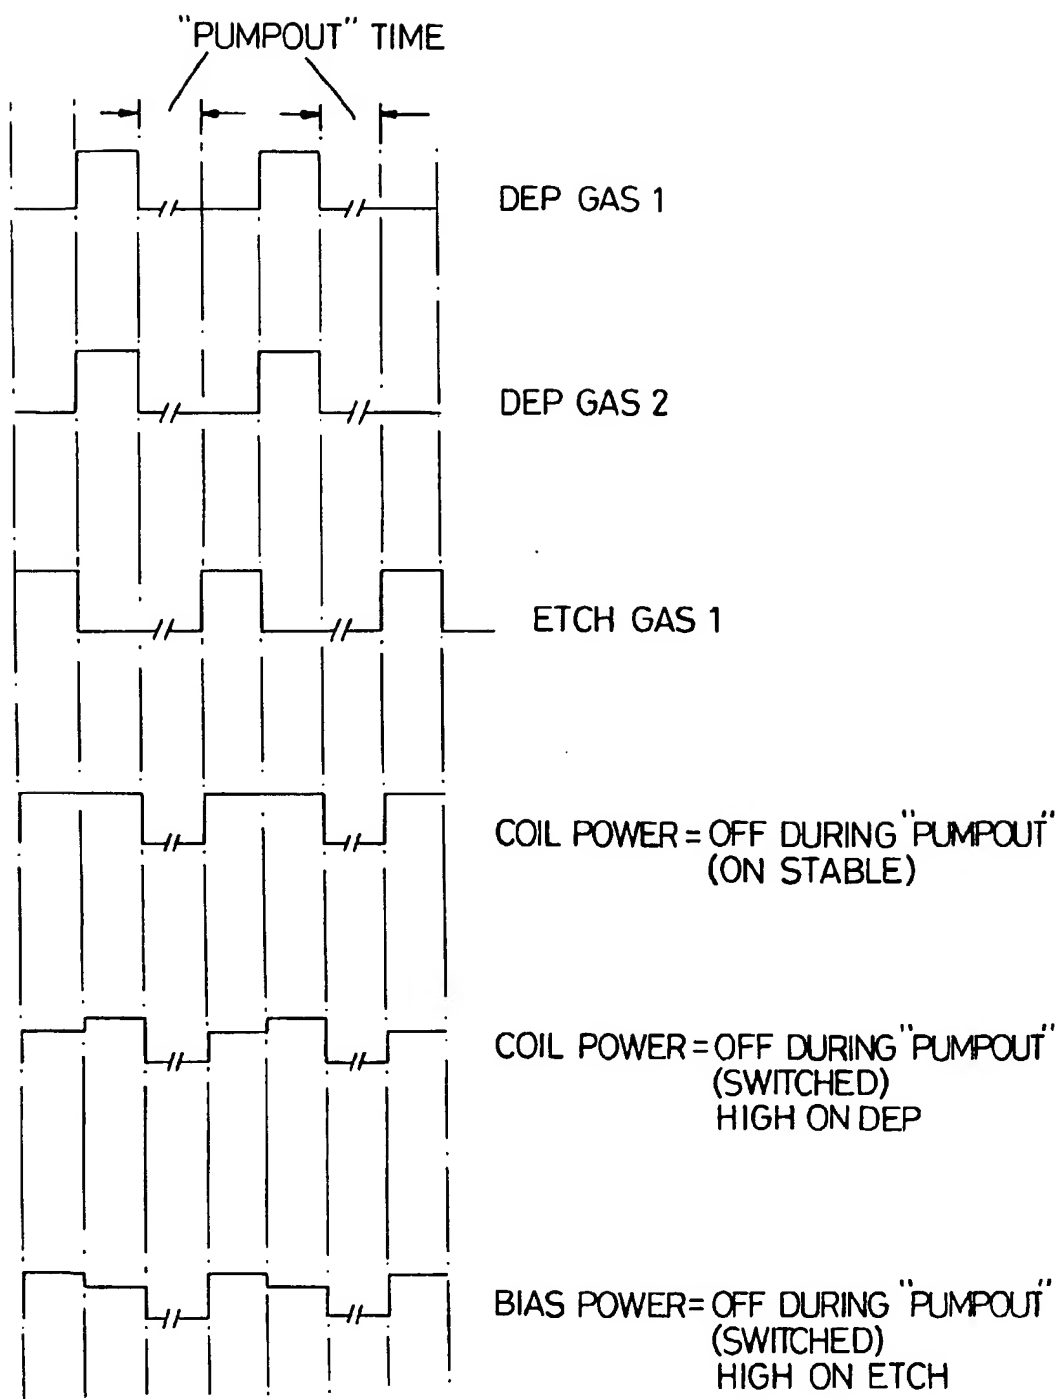 "PUMPOUT" TIME
DEP GAS 1
DEP GAS 2
ETCH GAS 1
COIL POWER = OFF DURING "PUMPOUT"
(ON STABLE)
COIL POWER = OFF DURING "PUMPOUT"
(SWITCHED)
HIGH ON DEP
BIAS POWER = OFF DURING "PUMPOUT"
(SWITCHED)
HIGH ON ETCH